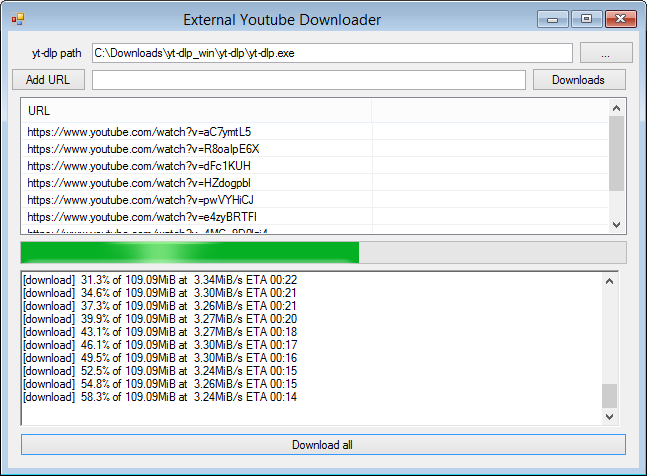 External Youtube Downloader
yt-dlp path C:\Downloads\yt-dlp_win\yt-dlp\yt-dlp.exe ...
Add URL Downloads
URL
https://www.youtube.com/watch?v=aC7ymtL5
https://www.youtube.com/watch?v=R8oaIpE6X
https://www.youtube.com/watch?v=dFc1KUH
https://www.youtube.com/watch?v=HZdogpbI
https://www.youtube.com/watch?v=pwVYHiCJ
https://www.youtube.com/watch?v=e4zyBRTFI
[download] 31.3% of 109.09MiB at 3.34MiB/s ETA 00:22
[download] 34.6% of 109.09MiB at 3.30MiB/s ETA 00:21
[download] 37.3% of 109.09MiB at 3.26MiB/s ETA 00:21
[download] 39.9% of 109.09MiB at 3.27MiB/s ETA 00:20
[download] 43.1% of 109.09MiB at 3.27MiB/s ETA 00:18
[download] 46.1% of 109.09MiB at 3.30MiB/s ETA 00:17
[download] 49.5% of 109.09MiB at 3.30MiB/s ETA 00:16
[download] 52.5% of 109.09MiB at 3.24MiB/s ETA 00:15
[download] 54.8% of 109.09MiB at 3.26MiB/s ETA 00:15
[download] 58.3% of 109.09MiB at 3.24MiB/s ETA 00:14
Download all